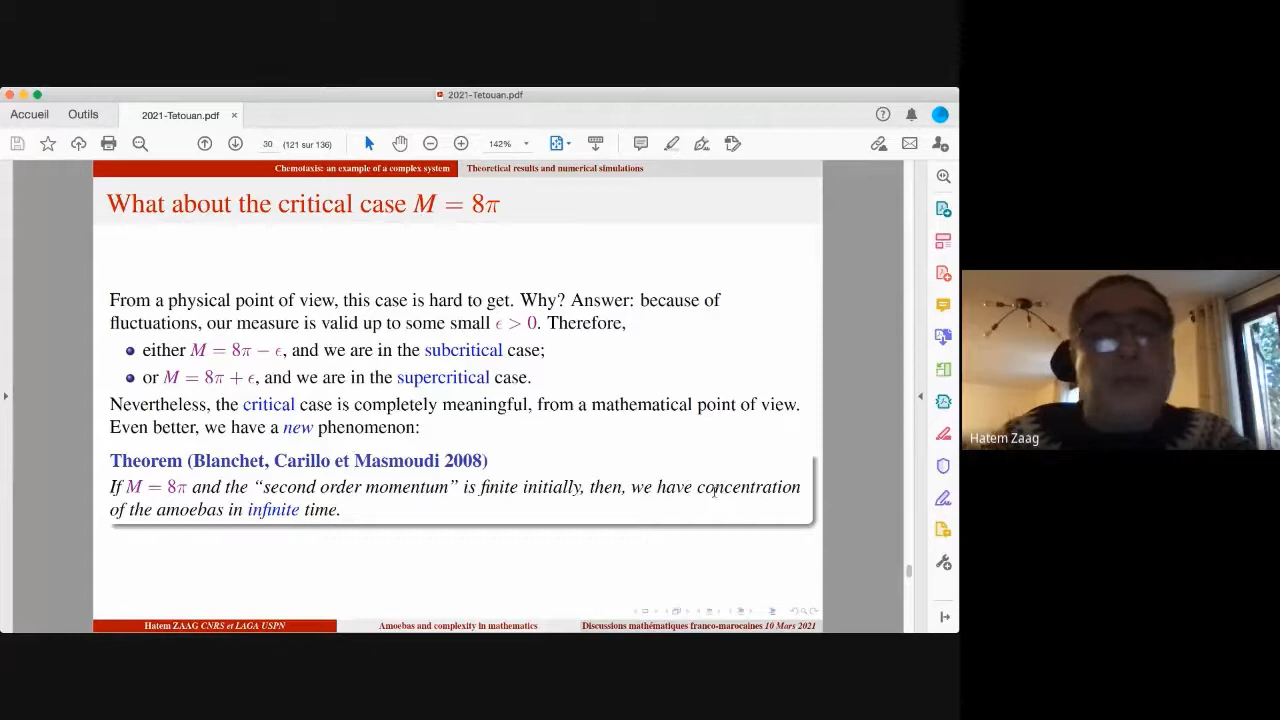 2021-Tetouan.pdf
Accueil Outils 2021-Tetouan.pdf ×
30 (121 sur 136) 142%
Chemotaxis: an example of a complex system Theoretical results and numerical simulations
What about the critical case M = 8π
From a physical point of view, this case is hard to get. Why? Answer: because of
fluctuations, our measure is valid up to some small ϵ > 0. Therefore,
either M = 8π − ϵ, and we are in the subcritical case;
or M = 8π + ϵ, and we are in the supercritical case.
Nevertheless, the critical case is completely meaningful, from a mathematical point of view.
Even better, we have a new phenomenon:
Theorem (Blanchet, Carillo et Masmoudi 2008)
If M = 8π and the “second order momentum” is finite initially, then, we have concentration
of the amoebas in infinite time.
Hatem ZAAG CNRS et LAGA USPN Amoebas and complexity in mathematics Discussions mathématiques franco-marocaines 10 Mars 2021
Hatem Zaag